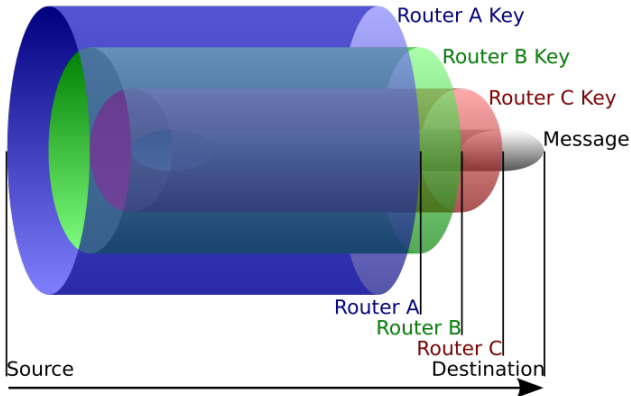 Router A Key
Router B Key
Router C Key
Message
Router A
Router B
Router C
Source
Destination